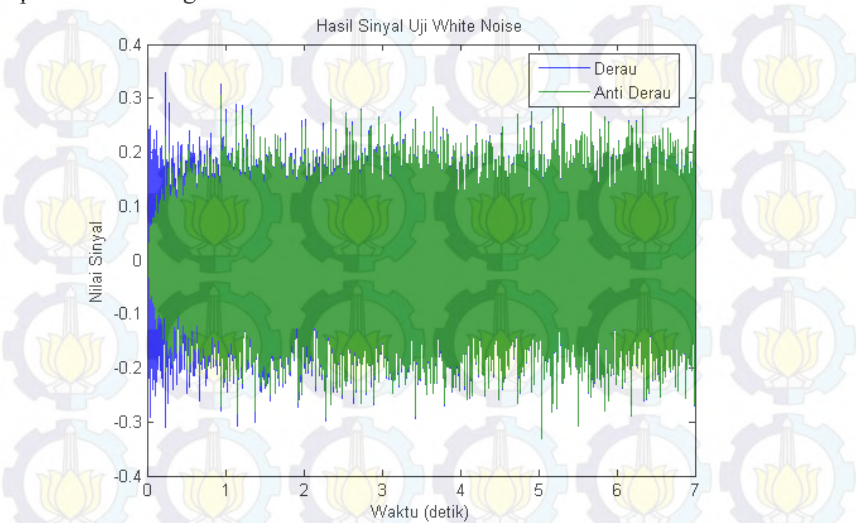 Hasil Sinyal Uji White Noise
Derau
Anti Derau
0.4
0.3
0.2
0.1
0
-0.1
-0.2
-0.3
-0.4
Nilai Sinyal
0 1 2 3 4 5 6 7
Waktu (detik)